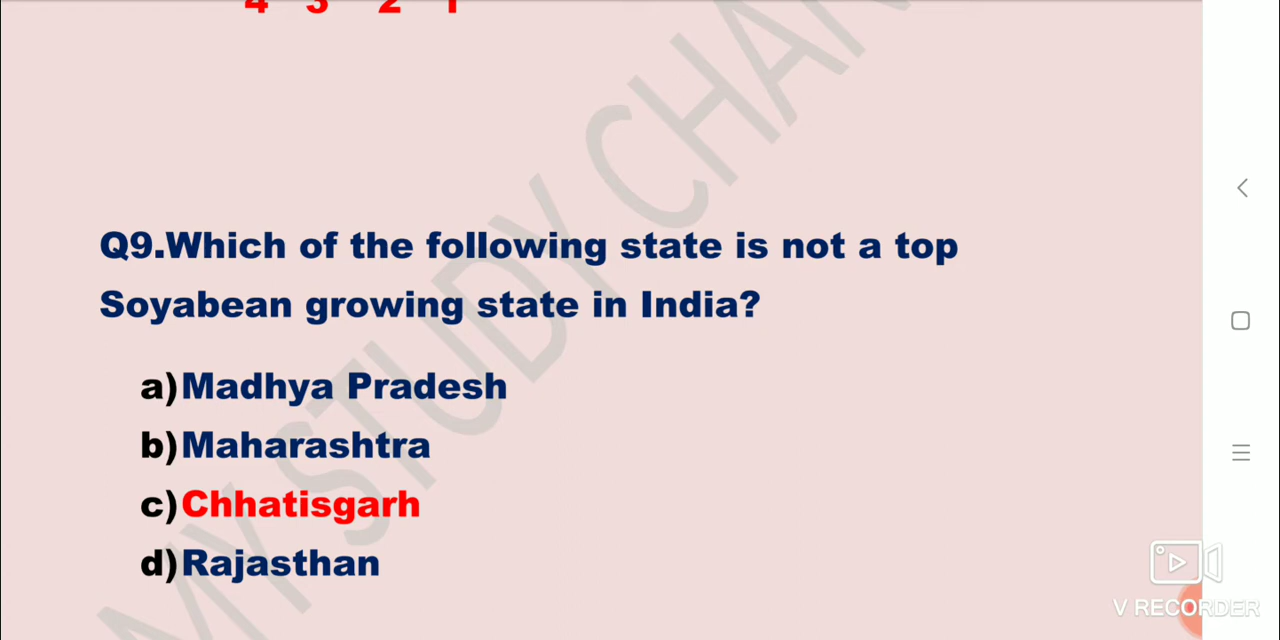 4 3 2 1
MY STUDY CHAN
Q9.Which of the following state is not a top
Soyabean growing state in India?
a)Madhya Pradesh
b)Maharashtra
c)Chhatisgarh
d)Rajasthan
V RECORDER